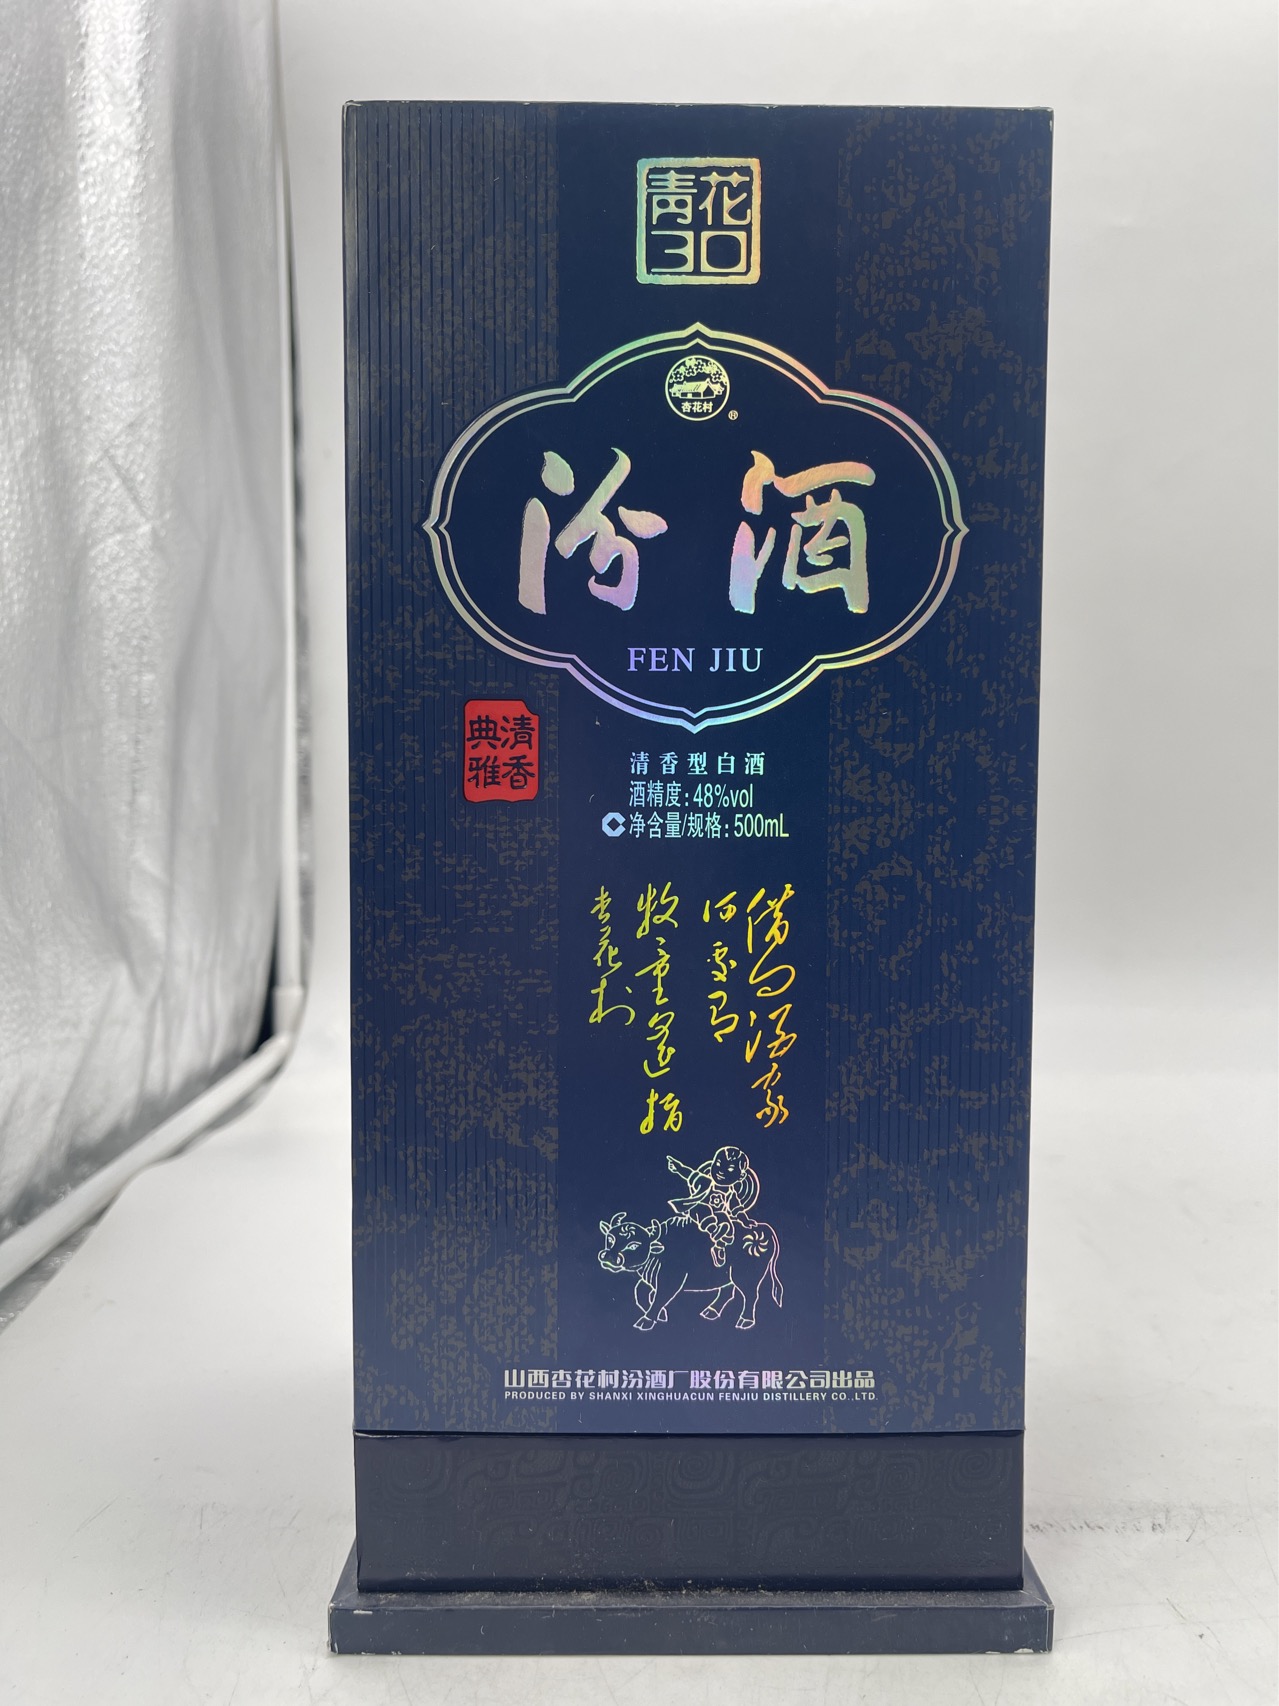 青花
30
杏花村
®
汾酒
FEN JIU
清香
典雅
清香型白酒
酒精度:48%vol
净含量/规格:500mL
借问酒家
何处有
牧童遥指
杏花村
山西杏花村汾酒厂股份有限公司出品
PRODUCED BY SHANXI XINGHUACUN FENJIU DISTILLERY CO.,LTD.